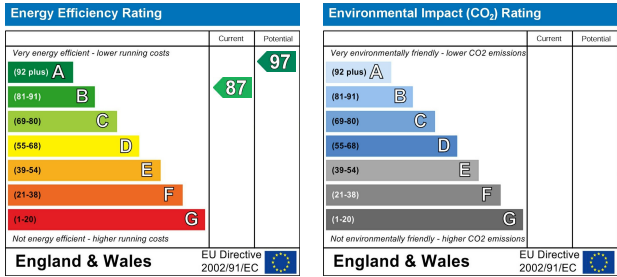 Energy Efficiency Rating
Current Potential
Very energy efficient - lower running costs
(92 plus) A
(81-91) B
(69-80) C
(55-68) D
(39-54) E
(21-38) F
(1-20) G
87
97
Not energy efficient - higher running costs
England & Wales
EU Directive
2002/91/EC
Environmental Impact (CO2) Rating
Current Potential
Very environmentally friendly - lower CO2 emissions
(92 plus) A
(81-91) B
(69-80) C
(55-68) D
(39-54) E
(21-38) F
(1-20) G
Not environmentally friendly - higher CO2 emissions
England & Wales
EU Directive
2002/91/EC